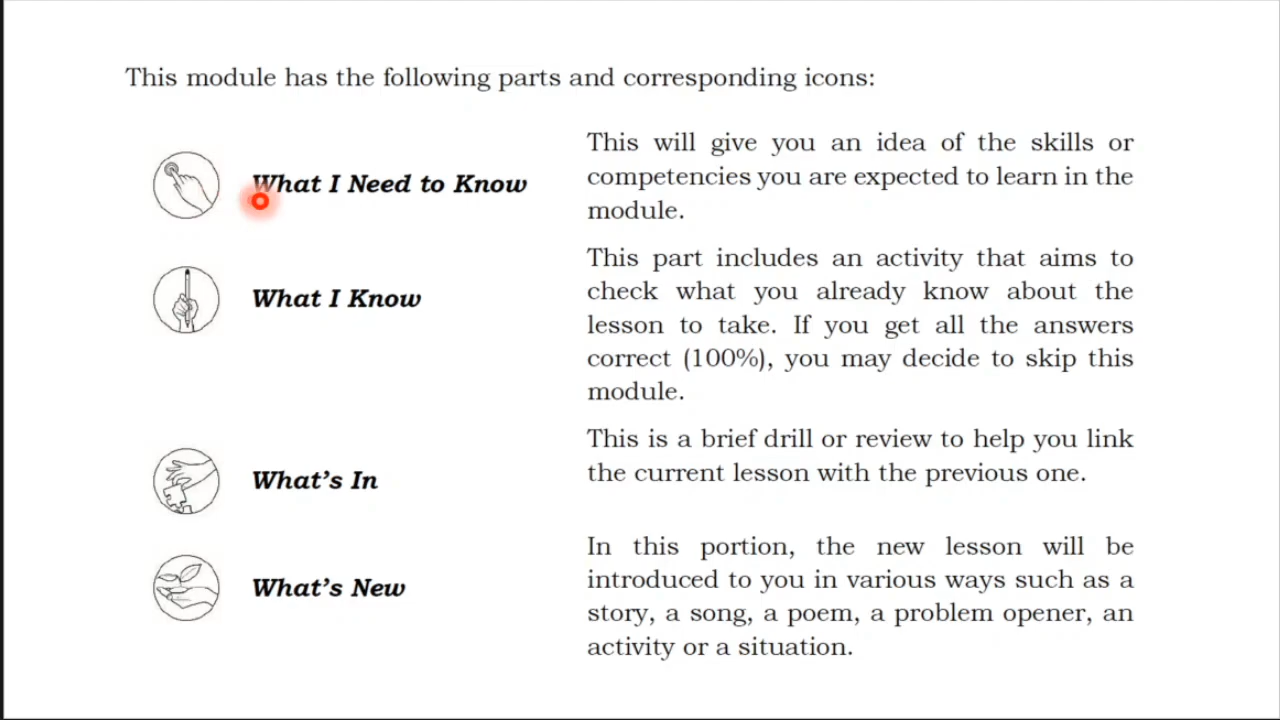 This module has the following parts and corresponding icons:
What I Need to Know
This will give you an idea of the skills or
competencies you are expected to learn in the
module.
What I Know
This part includes an activity that aims to
check what you already know about the
lesson to take. If you get all the answers
correct (100%), you may decide to skip this
module.
What's In
This is a brief drill or review to help you link
the current lesson with the previous one.
What's New
In this portion, the new lesson will be
introduced to you in various ways such as a
story, a song, a poem, a problem opener, an
activity or a situation.